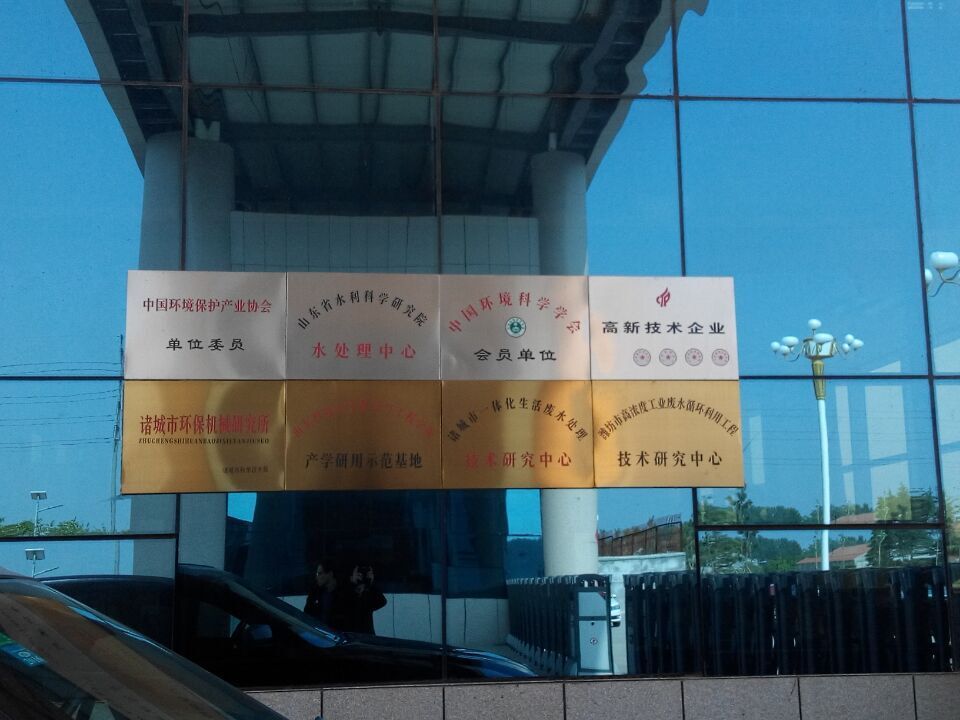 中国环境保护产业协会
单位委员
山东省水利科学研究院
水处理中心
中国环境科学学会
会员单位
高新技术企业
诸城市环保机械研究所
ZHUCHENGSHIHUANBAOJIXIEYANJIUSUO
产学研用示范基地
诸城市一体化生活废水处理
技术研究中心
潍坊市高浓度工业废水循环利用工程
技术研究中心